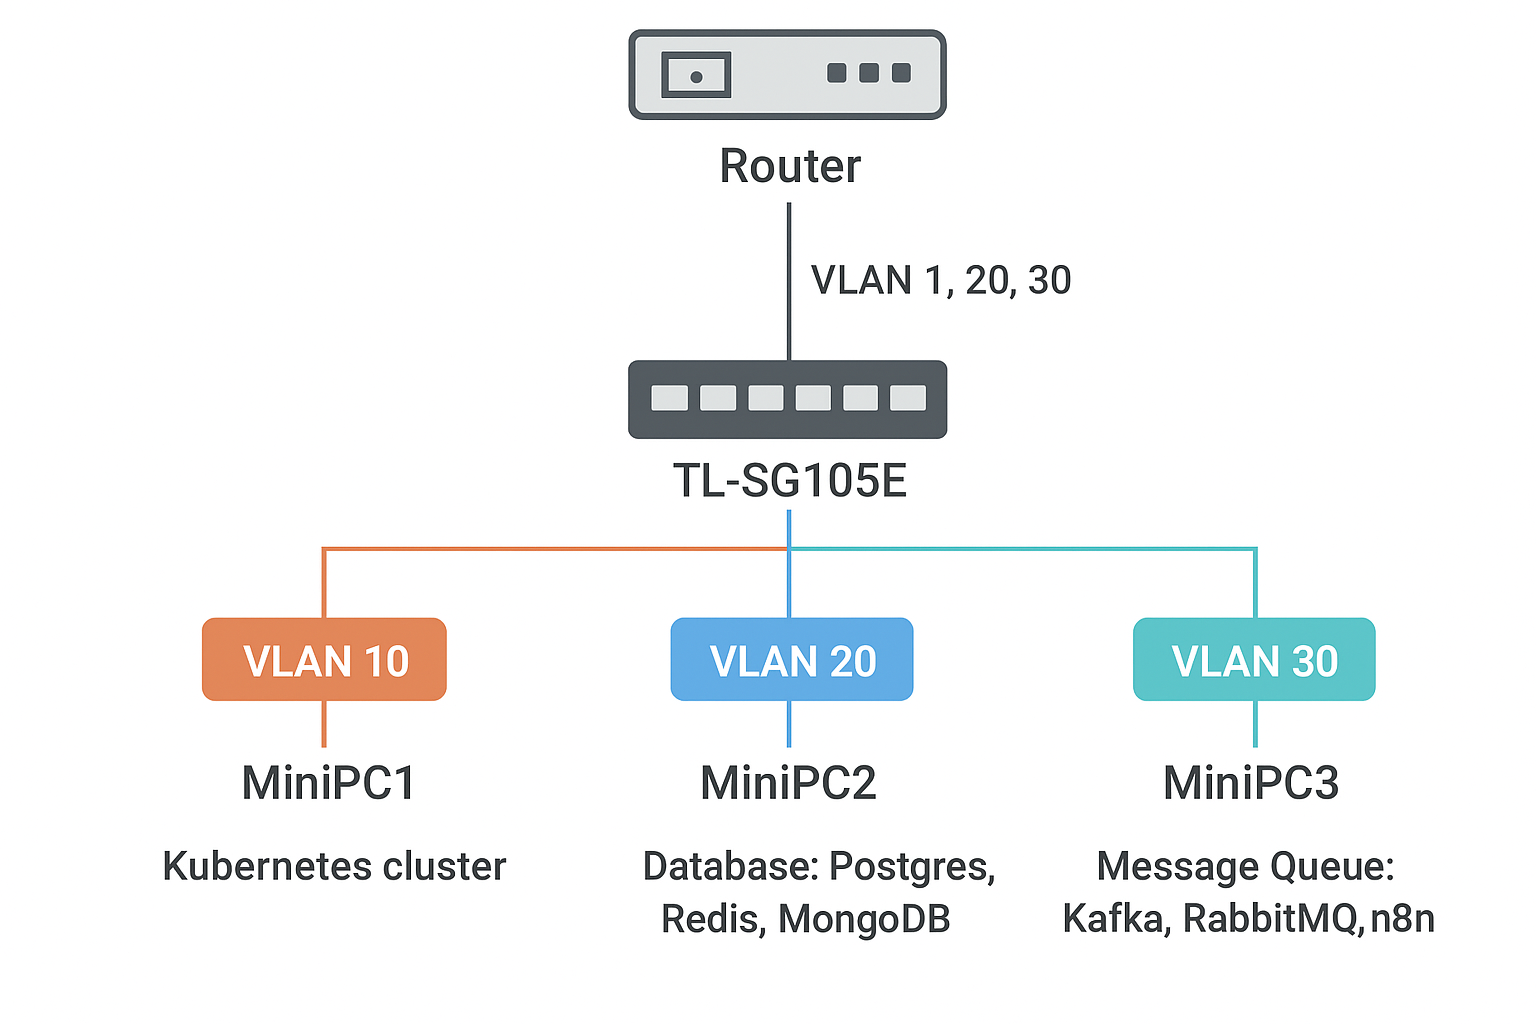 Router
VLAN 1, 20, 30
TL-SG105E
VLAN 10
VLAN 20
VLAN 30
MiniPC1
MiniPC2
MiniPC3
Kubernetes cluster
Database: Postgres,
Redis, MongoDB
Message Queue:
Kafka, RabbitMQ,n8n